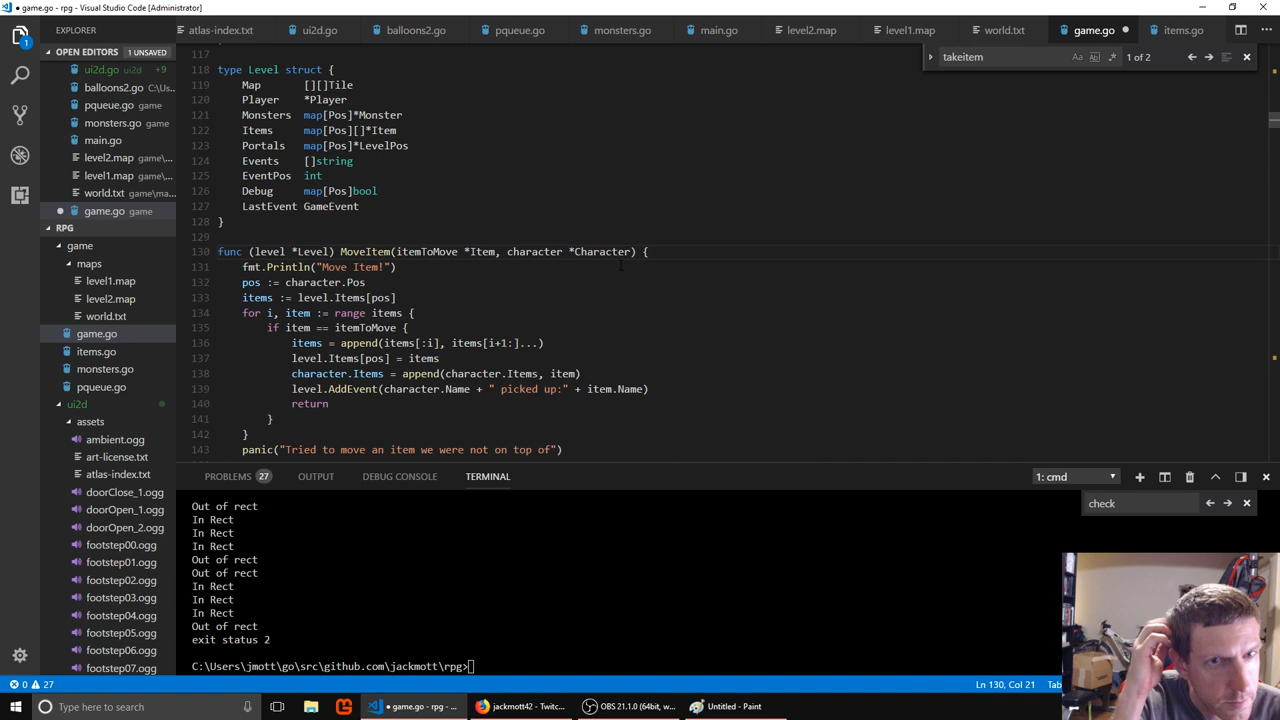 ● game.go - rpg - Visual Studio Code [Administrator]
EXPLORER
atlas-index.txt
ui2d.go
balloons2.go
pqueue.go
monsters.go
main.go
level2.map
level1.map
world.txt
game.go ●
items.go
OPEN EDITORS 1 UNSAVED
ui2d.go ui2d +9
balloons2.go C:\Us...
pqueue.go game
monsters.go game
main.go
level2.map game\...
level1.map game\...
world.txt game\ma...
● game.go game
RPG
game
maps
level1.map
level2.map
world.txt
game.go
items.go
monsters.go
pqueue.go
ui2d
assets
ambient.ogg
art-license.txt
atlas-index.txt
doorClose_1.ogg
doorOpen_1.ogg
doorOpen_2.ogg
footstep00.ogg
footstep01.ogg
footstep02.ogg
footstep03.ogg
footstep04.ogg
footstep05.ogg
footstep06.ogg
footstep07.ogg
takeitem Aa Abl .* 1 of 2
117
118 type Level struct {
119 Map [][]Tile
120 Player *Player
121 Monsters map[Pos]*Monster
122 Items map[Pos][]*Item
123 Portals map[Pos]*LevelPos
124 Events []string
125 EventPos int
126 Debug map[Pos]bool
127 LastEvent GameEvent
128 }
129
130 func (level *Level) MoveItem(itemToMove *Item, character *Character) {
131 fmt.Println("Move Item!")
132 pos := character.Pos
133 items := level.Items[pos]
134 for i, item := range items {
135 if item == itemToMove {
136 items = append(items[:i], items[i+1:]...)
137 level.Items[pos] = items
138 character.Items = append(character.Items, item)
139 level.AddEvent(character.Name + " picked up:" + item.Name)
140 return
141 }
142 }
143 panic("Tried to move an item we were not on top of")
PROBLEMS 27 OUTPUT DEBUG CONSOLE TERMINAL 1: cmd
check
Out of rect
In Rect
In Rect
In Rect
Out of rect
Out of rect
In Rect
In Rect
In Rect
Out of rect
exit status 2
C:\Users\jmott\go\src\github.com\jackmott\rpg>
0 27 Ln 130, Col 21 Tab
Type here to search
● game.go - rpg - ...
jackmott42 - Twitc...
OBS 21.1.0 (64bit, w...
Untitled - Paint